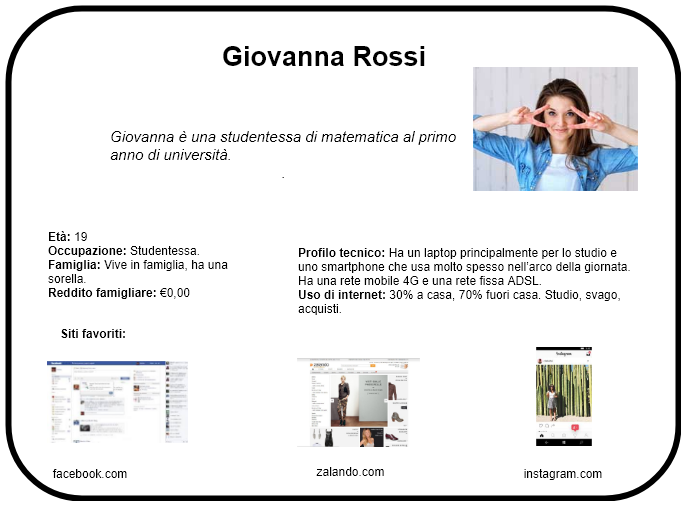 Giovanna Rossi
Giovanna è una studentessa di matematica al primo
anno di università.
.
Età: 19
Occupazione: Studentessa.
Famiglia: Vive in famiglia, ha una
sorella.
Reddito famigliare: €0,00
Profilo tecnico: Ha un laptop principalmente per lo studio e
uno smartphone che usa molto spesso nell'arco della giornata.
Ha una rete mobile 4G e una rete fissa ADSL.
Uso di internet: 30% a casa, 70% fuori casa. Studio, svago,
acquisti.
Siti favoriti:
zalando
Instagram
facebook.com
zalando.com
instagram.com